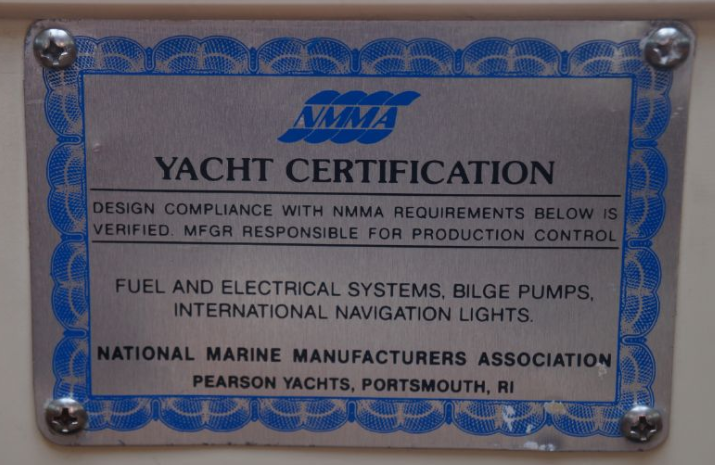 NMMA
YACHT CERTIFICATION
DESIGN COMPLIANCE WITH NMMA REQUIREMENTS BELOW IS
VERIFIED. MFGR RESPONSIBLE FOR PRODUCTION CONTROL
FUEL AND ELECTRICAL SYSTEMS, BILGE PUMPS,
INTERNATIONAL NAVIGATION LIGHTS.
NATIONAL MARINE MANUFACTURERS ASSOCIATION
PEARSON YACHTS, PORTSMOUTH, RI